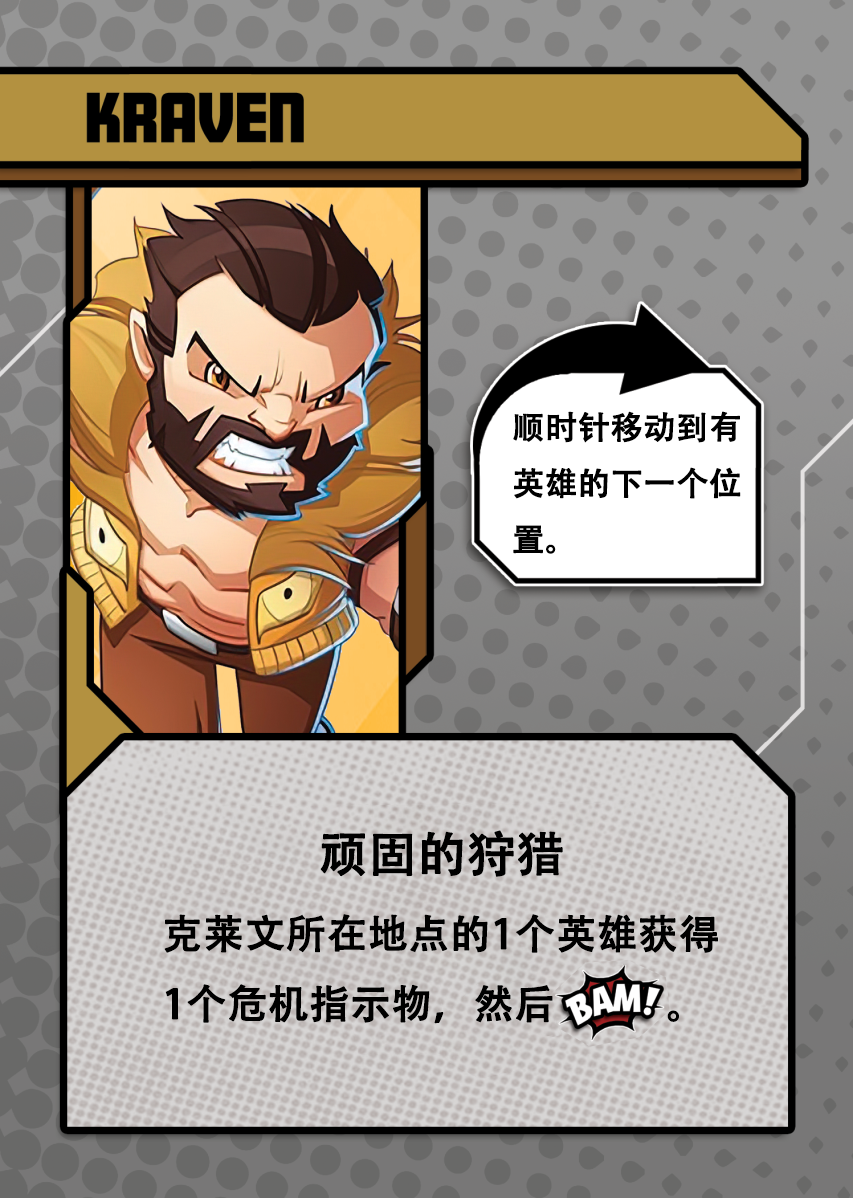 KRAVEN
顺时针移动到有
英雄的下一个位
置。
顽固的狩猎
克莱文所在地点的1个英雄获得
1个危机指示物，然后BAM!。